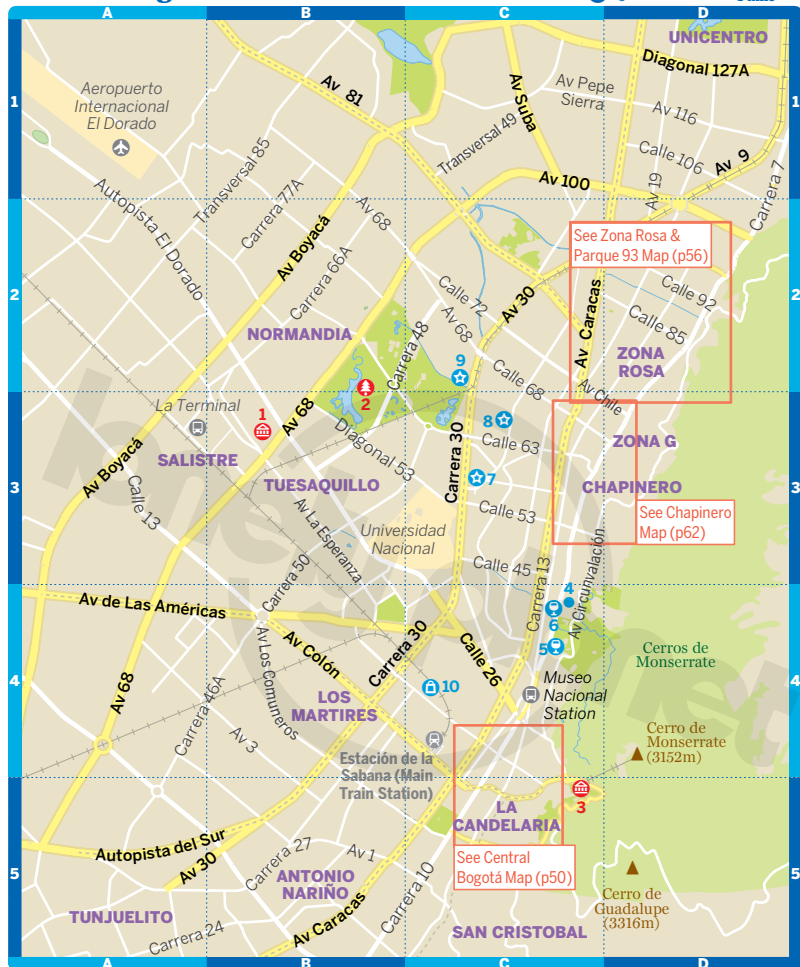 A B C D
UNICENTRO
Diagonal 127A
1
1
Aeropuerto
Internacional
El Dorado
Av 81
Av Suba
Av Pepe
Sierra
Av 116
Transversal 49
Calle 106
Av 9
Transversal 85
Carrera 77A
Av 100
Av 19
Carrera 7
Autopista El Dorado
Av 68
Av Boyacá
See Zona Rosa &
Parque 93 Map (p56)
Carrera 66A
2
2
Calle 72
Av 30
Av Caracas
Calle 92
Calle 85
Av 68
NORMANDIA
Carrera 48
ZONA
ROSA
9
Calle 68
Av Chile
La Terminal
1
2
Av 68
8
ZONA G
Calle 63
Diagonal 53
SALISTRE
Av Boyacá
TUESAQUILLO
Carrera 30
7
CHAPINERO
3
3
Calle 13
Calle 53
See Chapinero
Map (p62)
Av La Esperanza
Universidad
Nacional
Carrera 50
Calle 45
Carrera 13
Av Circunvalación
4
Av de Las Américas
6
Av Colón
Carrera 30
Calle 26
5
Cerros de
Monserrate
Av Los Comuneros
4
4
Av 68
Carrera 46A
10
Museo
Nacional
Station
LOS
MARTIRES
Av 3
Cerro de
Monserrate
(3152m)
Estación de la
Sabana (Main
Train Station)
3
LA
CANDELARIA
Autopista del Sur
Av 30
Carrera 27
Av 1
See Central
Bogotá Map (p50)
5
5
ANTONIO
NARIÑO
Carrera 10
Cerro de
Guadalupe
(3316m)
TUNJUELITO
Av Caracas
Carrera 24
SAN CRISTOBAL
A B C D